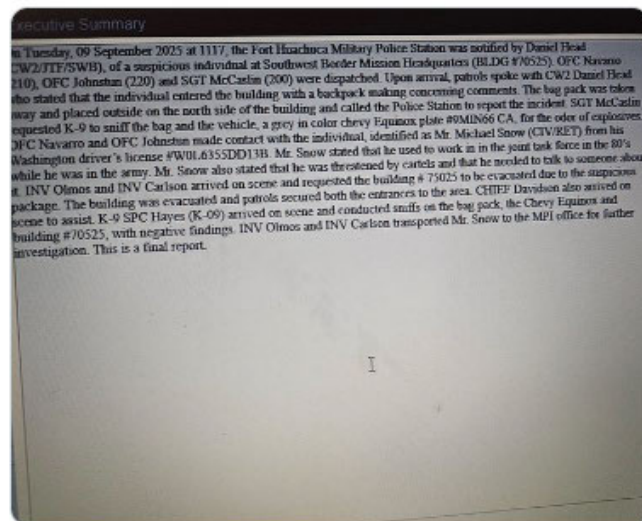 xecutive Summary
n Tuesday, 09 September 2025 at 1117, the Fort Huachuca Military Police Station was notified by Daniel Head
CW2/JTF/SWB), of a suspicious individual at Southwest Border Mission Headquarters (BLDG #70525). OFC Navarro
210), OFC Johnston (220) and SGT McCaslin (200) were dispatched. Upon arrival, patrols spoke with CW2 Daniel Head
who stated that the individual entered the building with a backpack making concerning comments. The bag pack was taken
way and placed outside on the north side of the building and called the Police Station to report the incident. SGT McCaslin
equested K-9 to sniff the bag and the vehicle, a grey in color chevy Equinox plate #9MIN66 CA, for the odor of explosives
OFC Navarro and OFC Johnston made contact with the individual, identified as Mr. Michael Snow (CIV/RET) from his
Washington driver's license #W0L6355DD13B. Mr. Snow stated that he used to work in in the joint task force in the 80's
while he was in the army. Mr. Snow also stated that he was threatened by cartels and that he needed to talk to someone about
it. INV Olmos and INV Carlson arrived on scene and requested the building # 75025 to be evacuated due to the suspicious
package. The building was evacuated and patrols secured both the entrances to the area. CHIEF Davidson also arrived on
scene to assist. K-9 SPC Hayes (K-09) arrived on scene and conducted sniffs on the bag pack, the Chevy Equinox and
building #70525, with negative findings. INV Olmos and INV Carlson transported Mr. Snow to the MPI office for further
investigation. This is a final report.